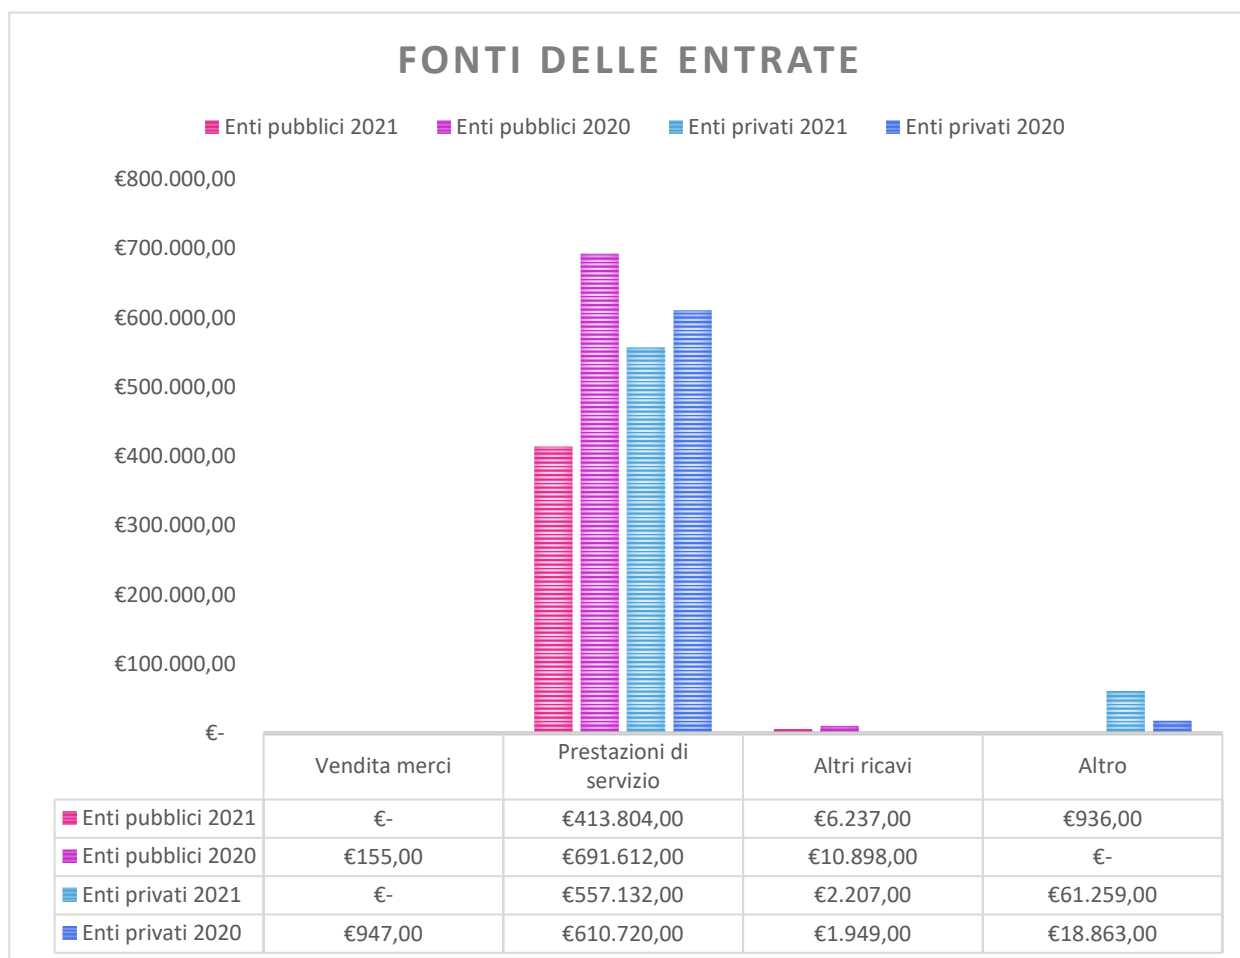 FONTI DELLE ENTRATE
Enti pubblici 2021 Enti pubblici 2020 Enti privati 2021 Enti privati 2020
€800.000,00
€700.000,00
€600.000,00
€500.000,00
€400.000,00
€300.000,00
€200.000,00
€100.000,00
€-
Vendita merci Prestazioni di servizio Altri ricavi Altro
Enti pubblici 2021 €- €413.804,00 €6.237,00 €936,00
Enti pubblici 2020 €155,00 €691.612,00 €10.898,00 €-
Enti privati 2021 €- €557.132,00 €2.207,00 €61.259,00
Enti privati 2020 €947,00 €610.720,00 €1.949,00 €18.863,00